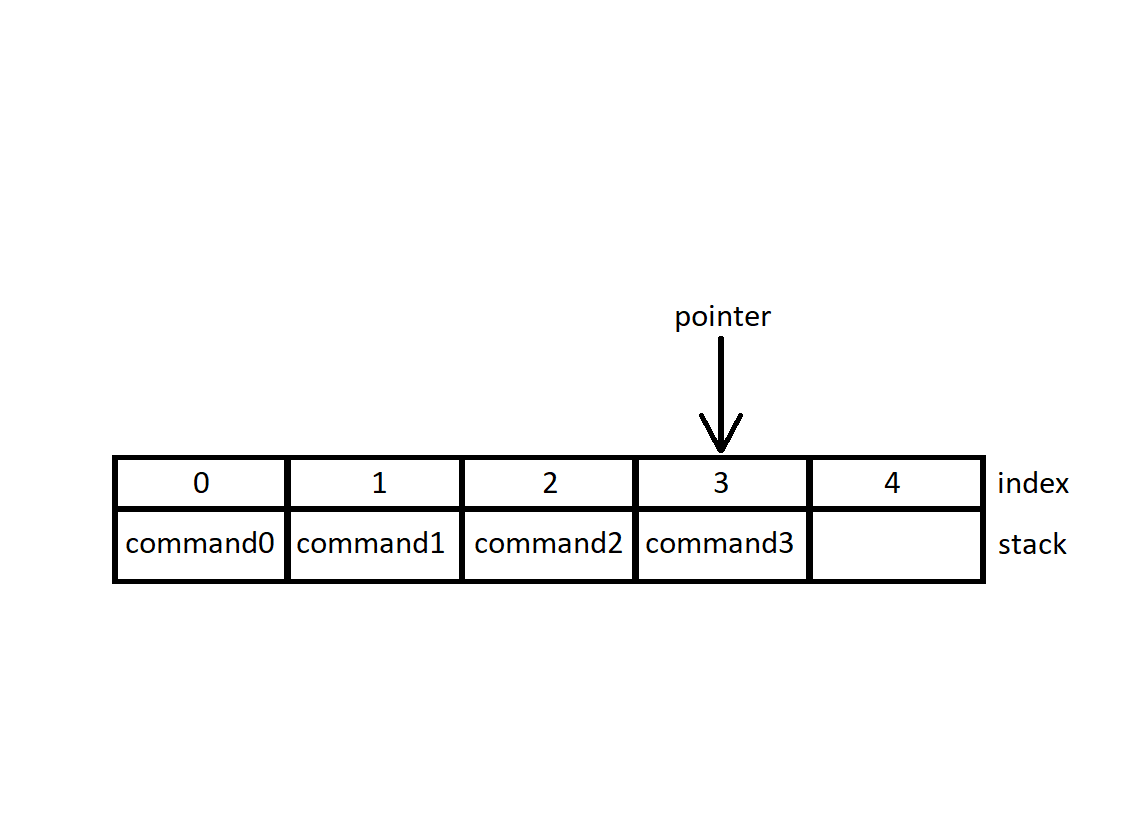 pointer
0 1 2 3 4 index
command0 command1 command2 command3 stack